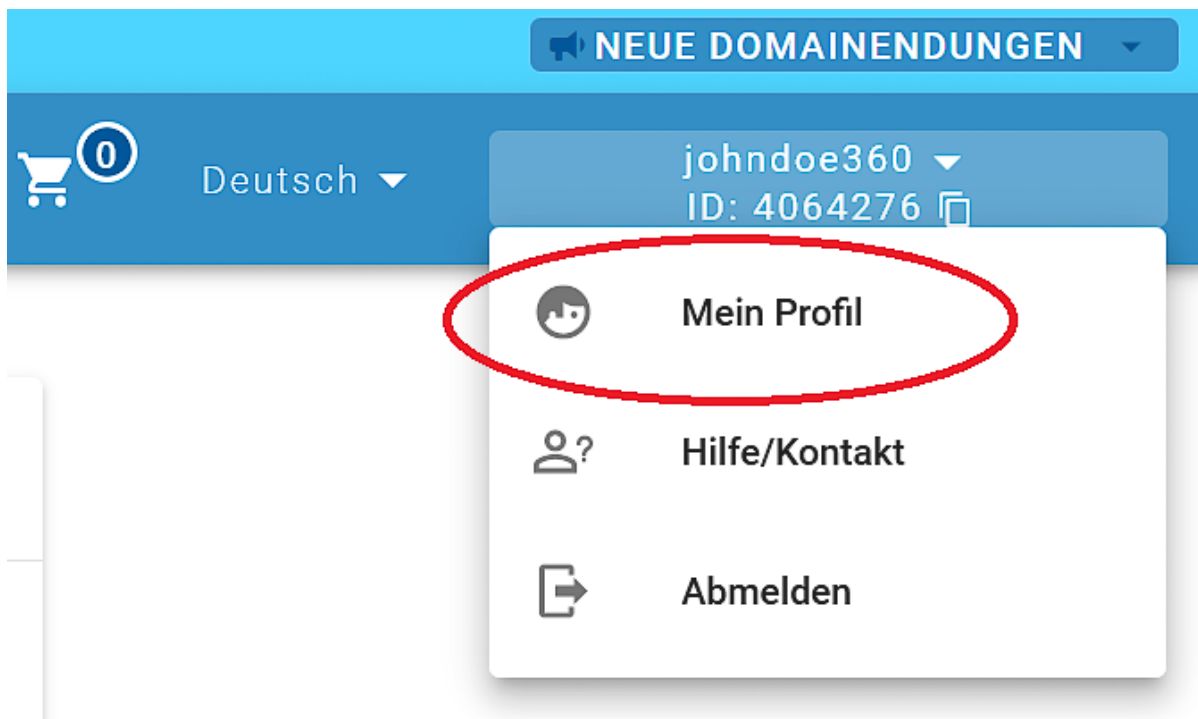 NEUE DOMAINENDUNGEN
0
Deutsch
johndoe360
ID: 4064276
Mein Profil
Hilfe/Kontakt
Abmelden